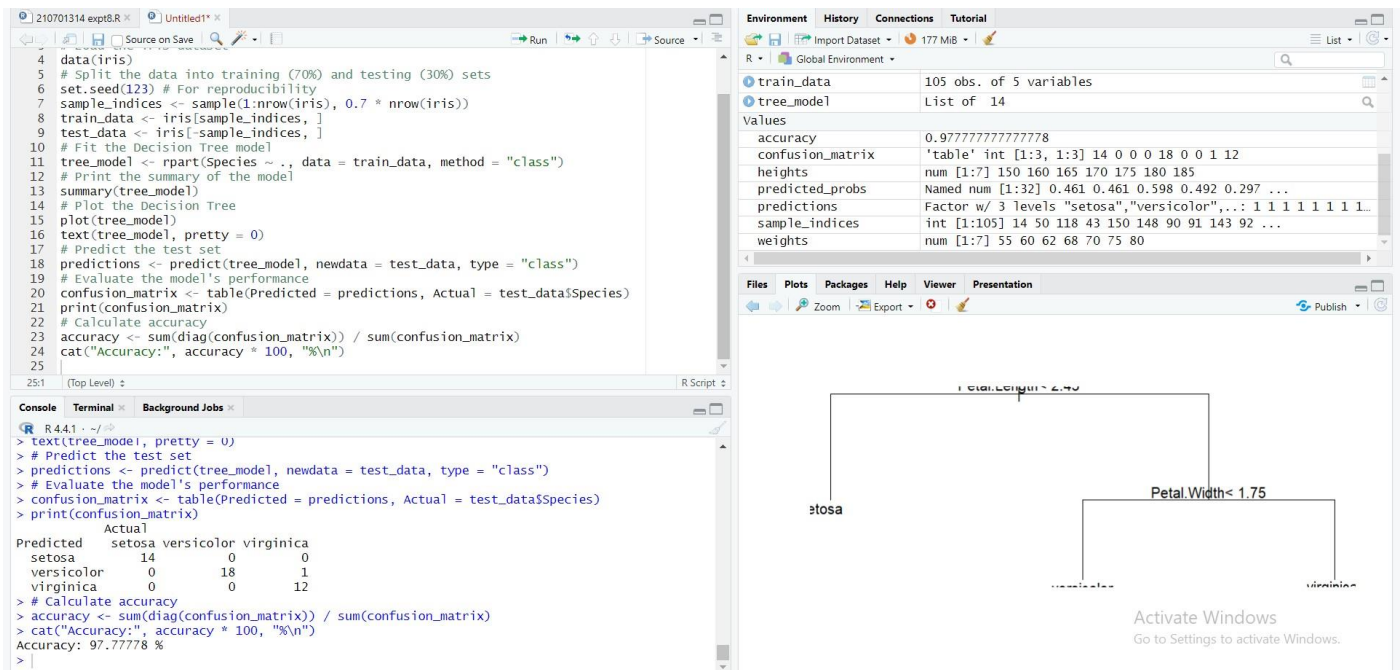 210701314 expt8.R × Untitled1* ×
Source on Save Run Source
3 # Load the iris dataset
4 data(iris)
5 # Split the data into training (70%) and testing (30%) sets
6 set.seed(123) # For reproducibility
7 sample_indices <- sample(1:nrow(iris), 0.7 * nrow(iris))
8 train_data <- iris[sample_indices, ]
9 test_data <- iris[-sample_indices, ]
10 # Fit the Decision Tree model
11 tree_model <- rpart(Species ~ ., data = train_data, method = "class")
12 # Print the summary of the model
13 summary(tree_model)
14 # Plot the Decision Tree
15 plot(tree_model)
16 text(tree_model, pretty = 0)
17 # Predict the test set
18 predictions <- predict(tree_model, newdata = test_data, type = "class")
19 # Evaluate the model's performance
20 confusion_matrix <- table(Predicted = predictions, Actual = test_data$Species)
21 print(confusion_matrix)
22 # Calculate accuracy
23 accuracy <- sum(diag(confusion_matrix)) / sum(confusion_matrix)
24 cat("Accuracy:", accuracy * 100, "%\n")
25
25:1 (Top Level) R Script
Console Terminal × Background Jobs ×
R 4.4.1 · ~/
> text(tree_model, pretty = 0)
> # Predict the test set
> predictions <- predict(tree_model, newdata = test_data, type = "class")
> # Evaluate the model's performance
> confusion_matrix <- table(Predicted = predictions, Actual = test_data$Species)
> print(confusion_matrix)
Actual
Predicted setosa versicolor virginica
setosa 14 0 0
versicolor 0 18 1
virginica 0 0 12
> # Calculate accuracy
> accuracy <- sum(diag(confusion_matrix)) / sum(confusion_matrix)
> cat("Accuracy:", accuracy * 100, "%\n")
Accuracy: 97.77778 %
>
Environment History Connections Tutorial
Import Dataset 177 MiB List
R Global Environment
train_data 105 obs. of 5 variables
tree_model List of 14
Values
accuracy 0.977777777777778
confusion_matrix 'table' int [1:3, 1:3] 14 0 0 0 18 0 0 1 12
heights num [1:7] 150 160 165 170 175 180 185
predicted_probs Named num [1:32] 0.461 0.461 0.598 0.492 0.297 ...
predictions Factor w/ 3 levels "setosa","versicolor",..: 1 1 1 1 1 1 1 1…
sample_indices int [1:105] 14 50 118 43 150 148 90 91 143 92 ...
weights num [1:7] 55 60 62 68 70 75 80
Files Plots Packages Help Viewer Presentation
Zoom Export Publish
Petal.Length< 2.45
etosa
Petal.Width< 1.75
versicolor
virginica
Activate Windows
Go to Settings to activate Windows.